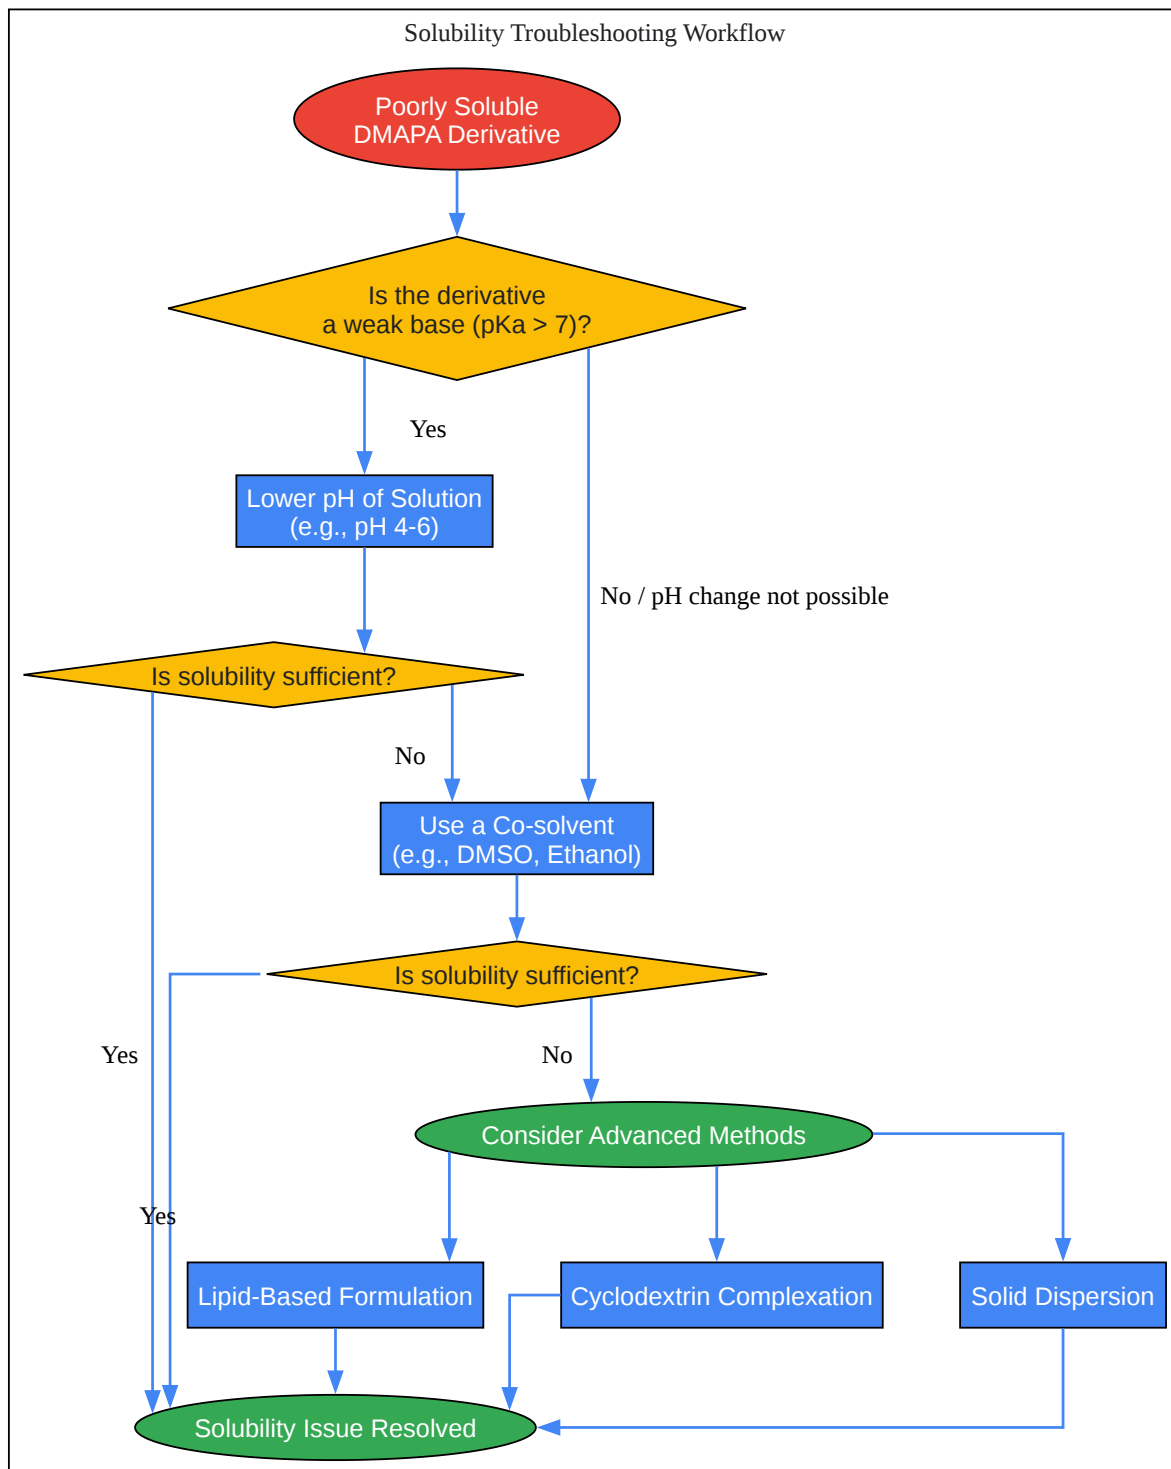 Solubility Troubleshooting Workflow
Poorly Soluble
DMAPA Derivative
Is the derivative
a weak base (pKa > 7)?
Yes
Lower pH of Solution
(e.g., pH 4-6)
No / pH change not possible
Is solubility sufficient?
No
Use a Co-solvent
(e.g., DMSO, Ethanol)
Is solubility sufficient?
Yes
No
Consider Advanced Methods
Yes
Lipid-Based Formulation
Cyclodextrin Complexation
Solid Dispersion
Solubility Issue Resolved